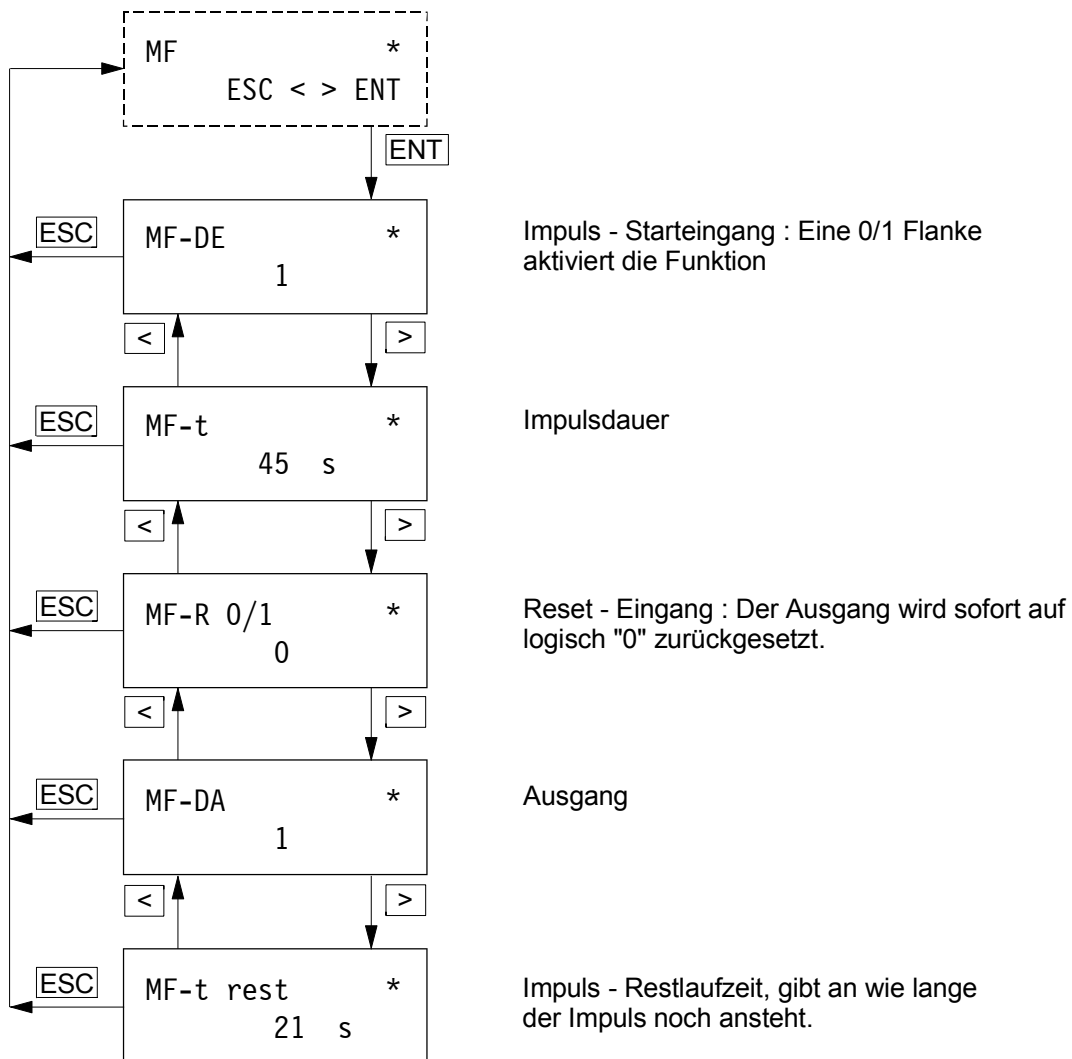 MF *
ESC < > ENT
ENT
ESC
MF-DE *
1
Impuls - Starteingang : Eine 0/1 Flanke
aktiviert die Funktion
< >
ESC
MF-t *
45 s
Impulsdauer
< >
ESC
MF-R 0/1 *
0
Reset - Eingang : Der Ausgang wird sofort auf
logisch "0" zurückgesetzt.
< >
ESC
MF-DA *
1
Ausgang
< >
ESC
MF-t rest *
21 s
Impuls - Restlaufzeit, gibt an wie lange
der Impuls noch ansteht.